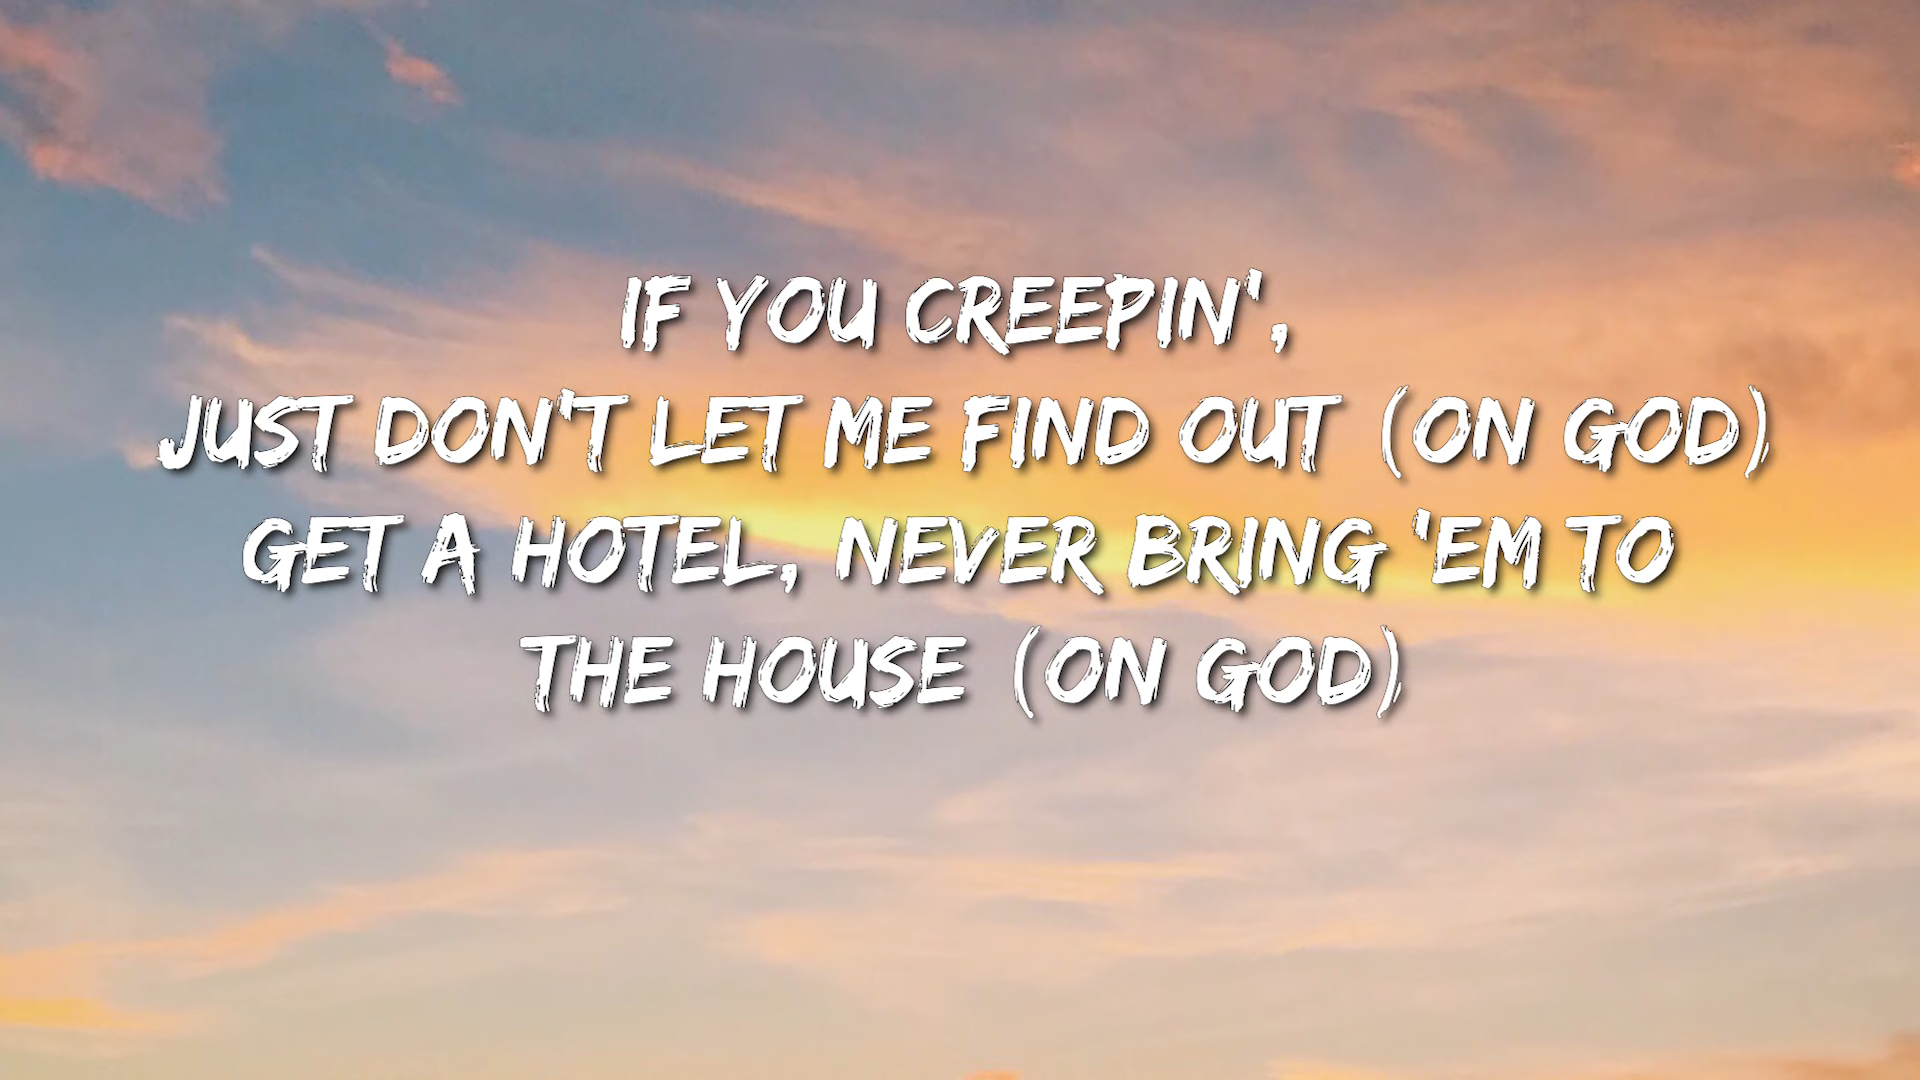 IF YOU CREEPIN',
JUST DON'T LET ME FIND OUT (ON GOD)
GET A HOTEL, NEVER BRING 'EM TO
THE HOUSE (ON GOD)